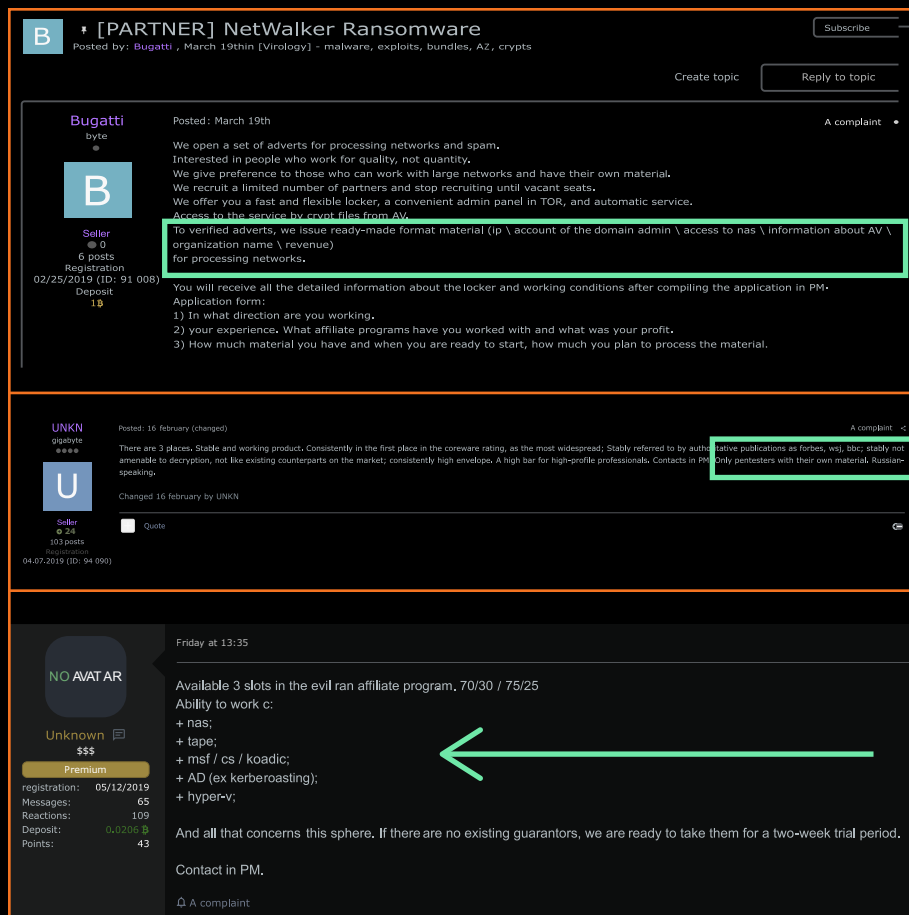 B
[PARTNER] NetWalker Ransomware
Subscribe
Posted by: Bugatti , March 19thin [Virology] - malware, exploits, bundles, AZ, crypts
Create topic
Reply to topic
Bugatti
byte
B
Seller
0
6 posts
Registration
02/25/2019 (ID: 91 008)
Deposit
1฿
Posted: March 19th
A complaint
We open a set of adverts for processing networks and spam.
Interested in people who work for quality, not quantity.
We give preference to those who can work with large networks and have their own material.
We recruit a limited number of partners and stop recruiting until vacant seats.
We offer you a fast and flexible locker, a convenient admin panel in TOR, and automatic service.
Access to the service by crypt files from AV.
To verified adverts, we issue ready-made format material (ip \ account of the domain admin \ access to nas \ information about AV \
organization name \ revenue)
for processing networks.
You will receive all the detailed information about the locker and working conditions after compiling the application in PM.
Application form:
1) In what direction are you working.
2) your experience. What affiliate programs have you worked with and what was your profit.
3) How much material you have and when you are ready to start, how much you plan to process the material.
UNKN
gigabyte
U
Seller
24
103 posts
Registration
04.07.2019 (ID: 94 090)
Posted: 16 february (changed)
A complaint
There are 3 places. Stable and working product. Consistently in the first place in the coreware rating, as the most widespread; Stably referred to by authoritative publications as forbes, wsj, bbc; stably not
amenable to decryption, not like existing counterparts on the market; consistently high envelope. A high bar for high-profile professionals. Contacts in PM. Only pentesters with their own material. Russian-
speaking.
Changed 16 february by UNKN
Quote
NO AVATAR
Unknown
$$$
Premium
registration: 05/12/2019
Messages: 65
Reactions: 109
Deposit: 0.0206 ฿
Points: 43
Friday at 13:35
Available 3 slots in the evil ran affiliate program. 70/30 / 75/25
Ability to work c:
+ nas;
+ tape;
+ msf / cs / koadic;
+ AD (ex kerberoasting);
+ hyper-v;
And all that concerns this sphere. If there are no existing guarantors, we are ready to take them for a two-week trial period.
Contact in PM.
A complaint